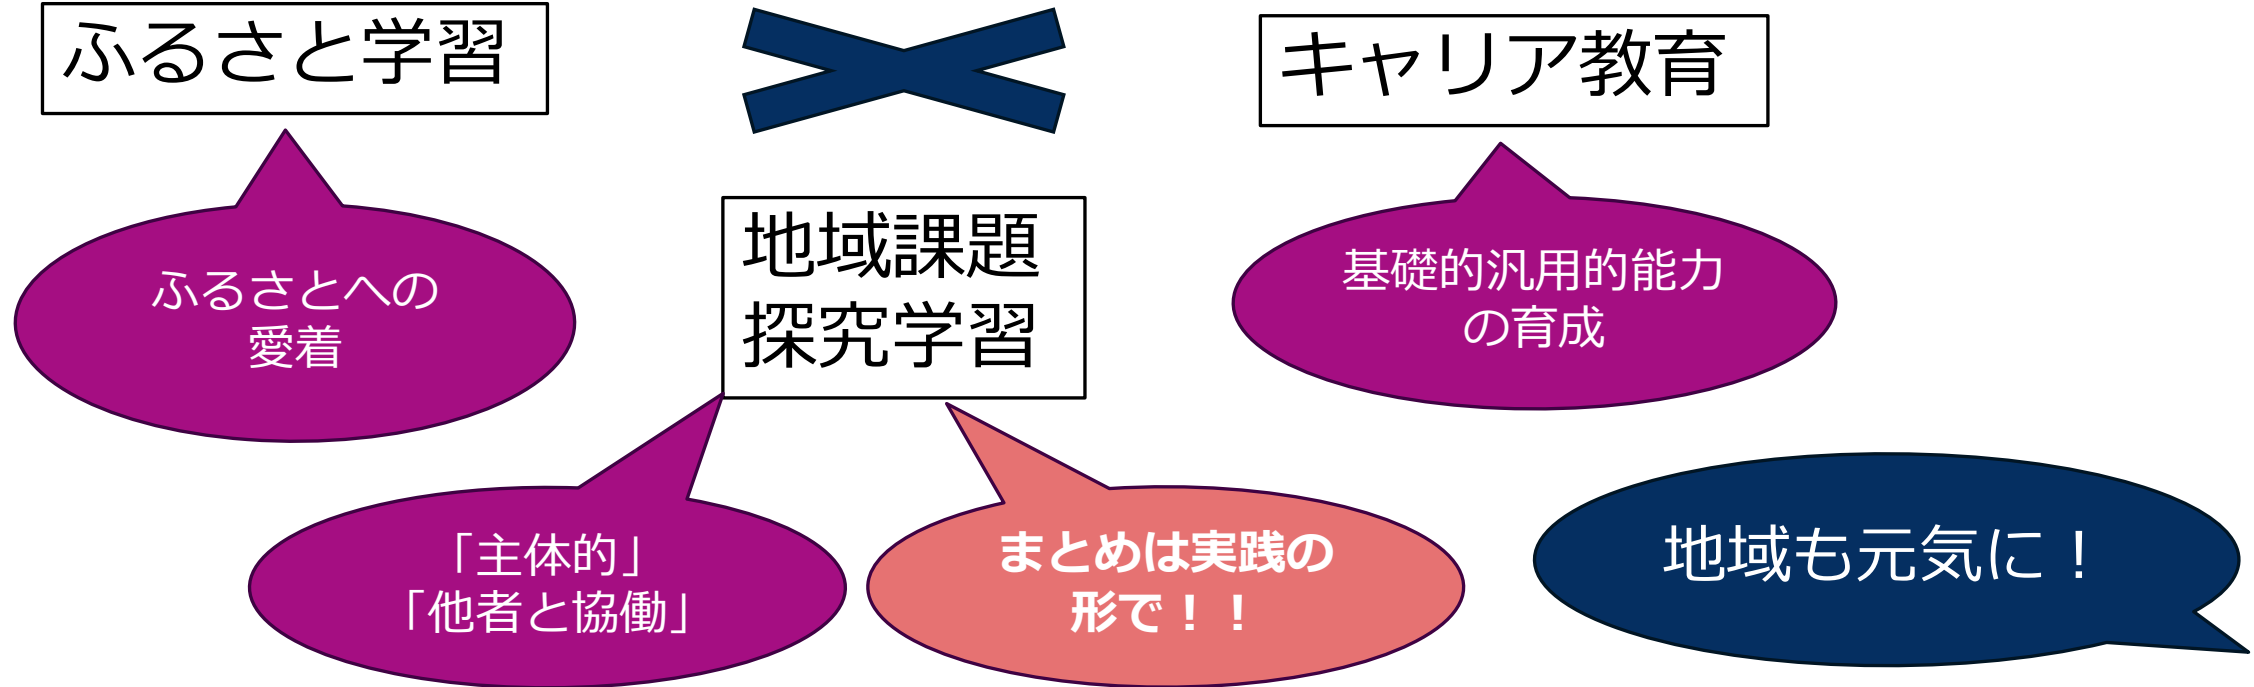 ふるさと学習
キャリア教育
ふるさとへの
愛着
地域課題
探究学習
基礎的汎用的能力
の育成
「主体的」
「他者と協働」
まとめは実践の
形で！！
地域も元気に！